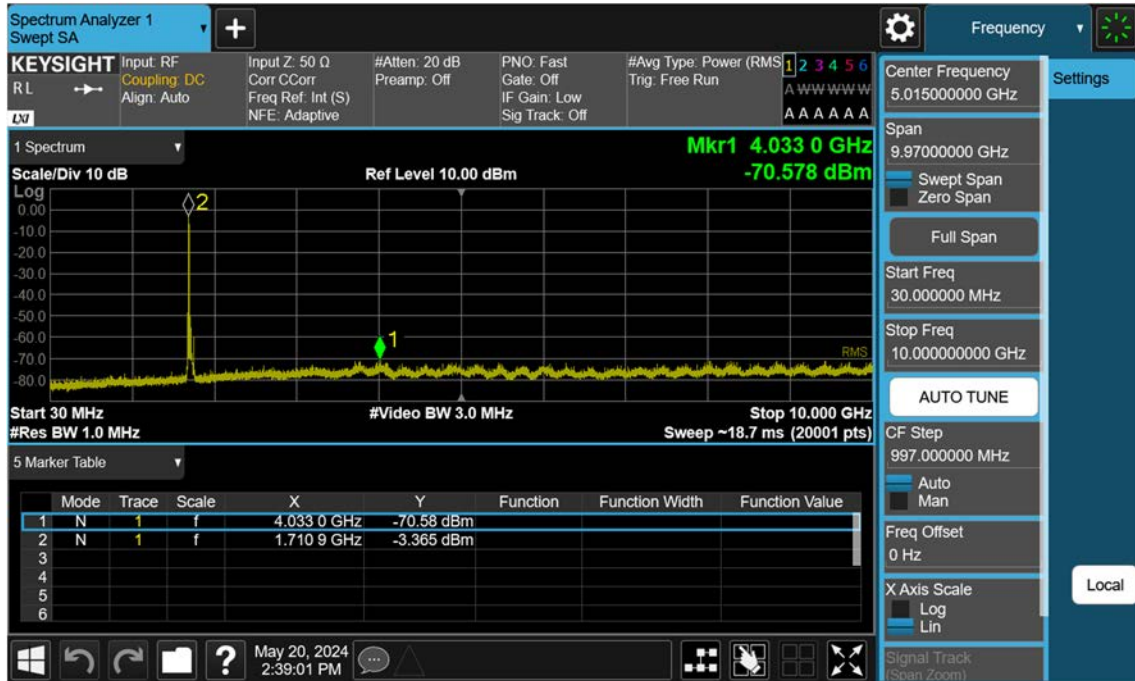 Spectrum Analyzer 1
Swept SA
Frequency
KEYSIGHT
R L
LXI
Input: RF
Coupling: DC
Align: Auto
Input Z: 50 Ω
Corr CCorr
Freq Ref: Int (S)
NFE: Adaptive
#Atten: 20 dB
Preamp: Off
PNO: Fast
Gate: Off
IF Gain: Low
Sig Track: Off
#Avg Type: Power (RMS
Trig: Free Run
1 2 3 4 5 6
A W W W W W
A A A A A A
1 Spectrum
Mkr1 4.033 0 GHz
-70.578 dBm
Scale/Div 10 dB
Ref Level 10.00 dBm
Log
0.00
-10.0
-20.0
-30.0
-40.0
-50.0
-60.0
-70.0
-80.0
2
1
RMS
Start 30 MHz
#Video BW 3.0 MHz
Stop 10.000 GHz
#Res BW 1.0 MHz
Sweep ~18.7 ms (20001 pts)
5 Marker Table
Mode Trace Scale X Y Function Function Width Function Value
1 N 1 f 4.033 0 GHz -70.58 dBm
2 N 1 f 1.710 9 GHz -3.365 dBm
3
4
5
6
May 20, 2024
2:39:01 PM
Center Frequency
5.015000000 GHz
Settings
Span
9.97000000 GHz
Swept Span
Zero Span
Full Span
Start Freq
30.000000 MHz
Stop Freq
10.000000000 GHz
AUTO TUNE
CF Step
997.000000 MHz
Auto
Man
Freq Offset
0 Hz
X Axis Scale
Log
Lin
Local
Signal Track
(Span Zoom)